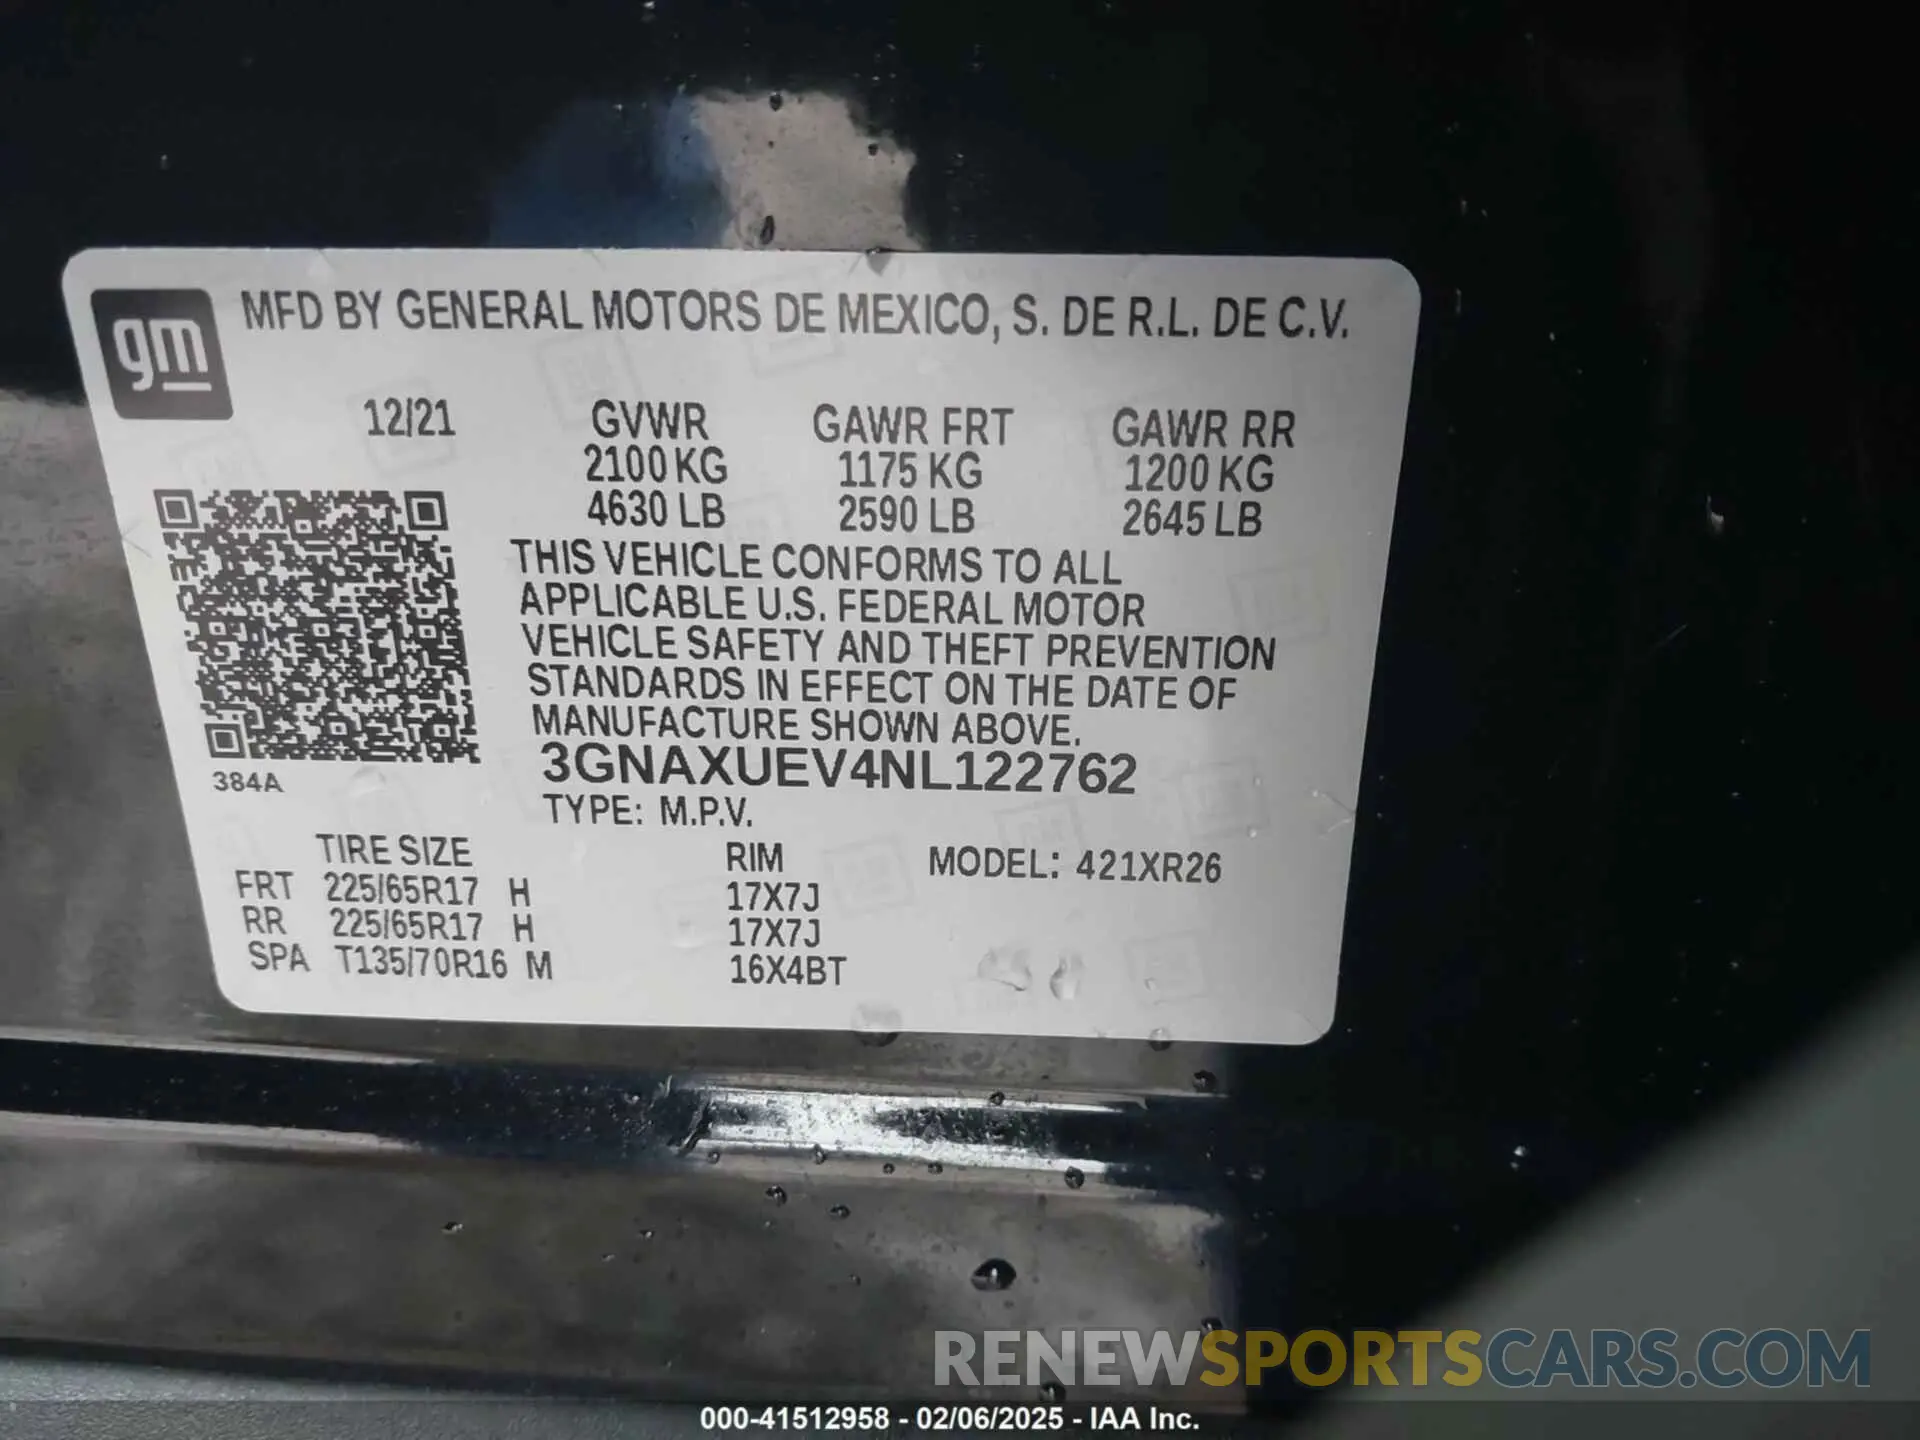 gm
MFD BY GENERAL MOTORS DE MEXICO, S. DE R.L. DE C.V.
12/21 GVWR GAWR FRT GAWR RR
2100 KG 1175 KG 1200 KG
4630 LB 2590 LB 2645 LB
THIS VEHICLE CONFORMS TO ALL
APPLICABLE U.S. FEDERAL MOTOR
VEHICLE SAFETY AND THEFT PREVENTION
STANDARDS IN EFFECT ON THE DATE OF
MANUFACTURE SHOWN ABOVE.
3GNAXUEV4NL122762
384A
TYPE: M.P.V.
TIRE SIZE RIM MODEL: 421XR26
FRT 225/65R17 H 17X7J
RR 225/65R17 H 17X7J
SPA T135/70R16 M 16X4BT
RENEWSPORTSCARS.COM
000-41512958 - 02/06/2025 - IAA Inc.